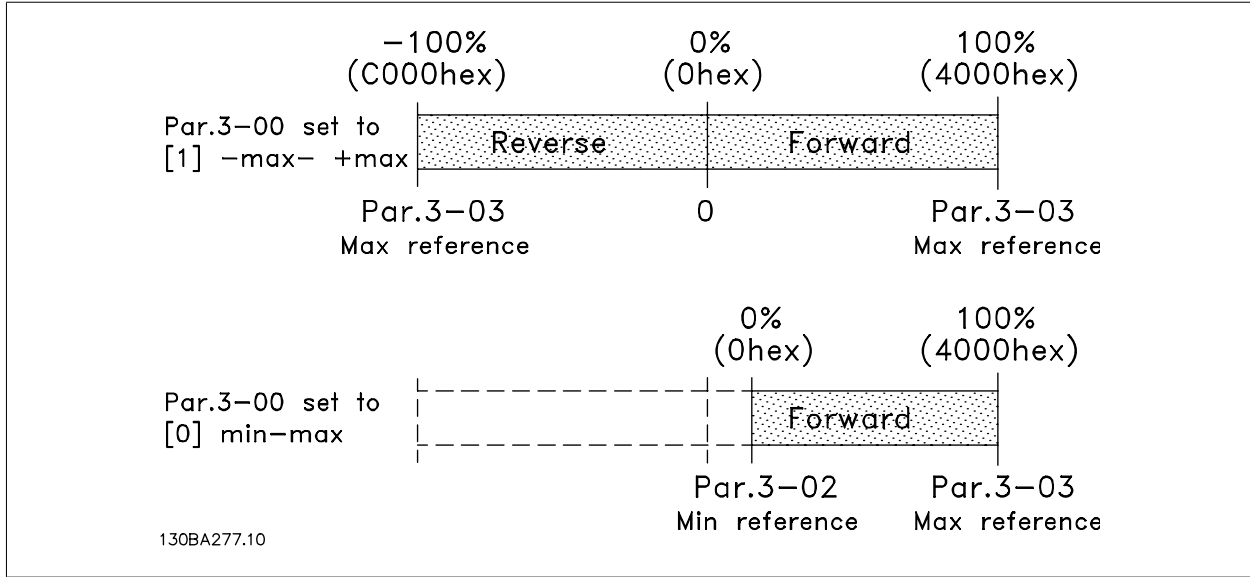 -100% 0% 100%
(C000hex) (0hex) (4000hex)
Par.3-00 set to
[1] -max- +max
Reverse Forward
Par.3-03 0 Par.3-03
Max reference Max reference
0% 100%
(0hex) (4000hex)
Par.3-00 set to
[0] min-max
Forward
Par.3-02 Par.3-03
Min reference Max reference
130BA277.10